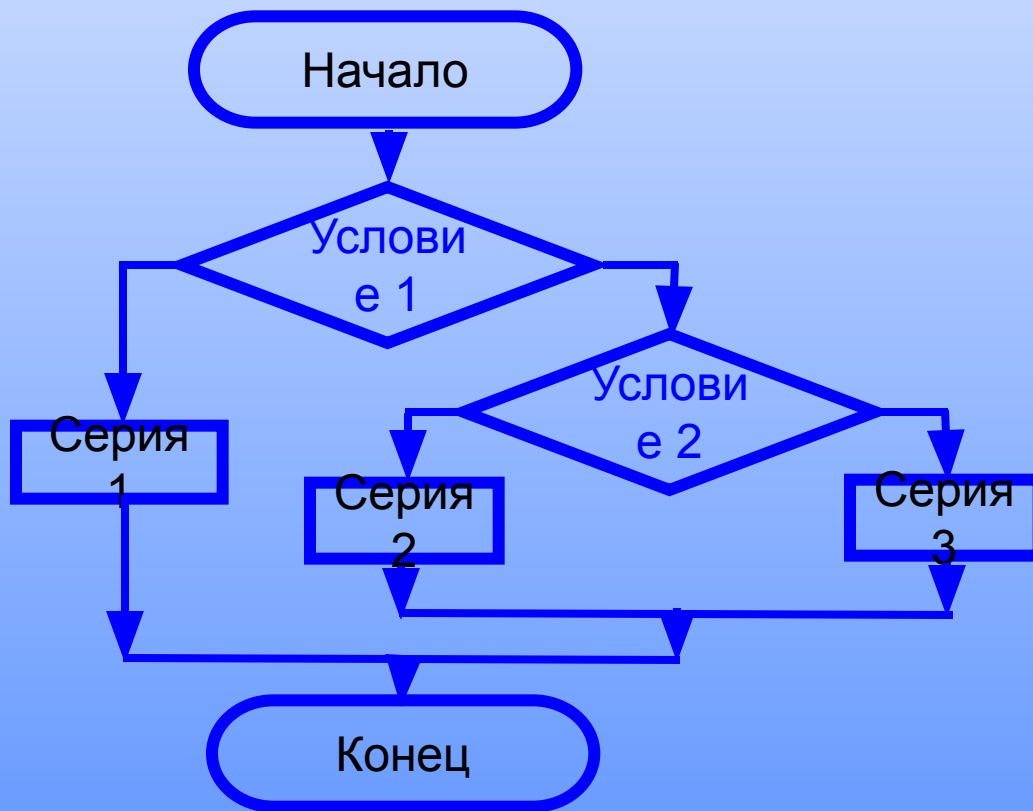 Начало
Услови
е 1
Услови
е 2
Серия
1
Серия
2
Серия
3
Конец